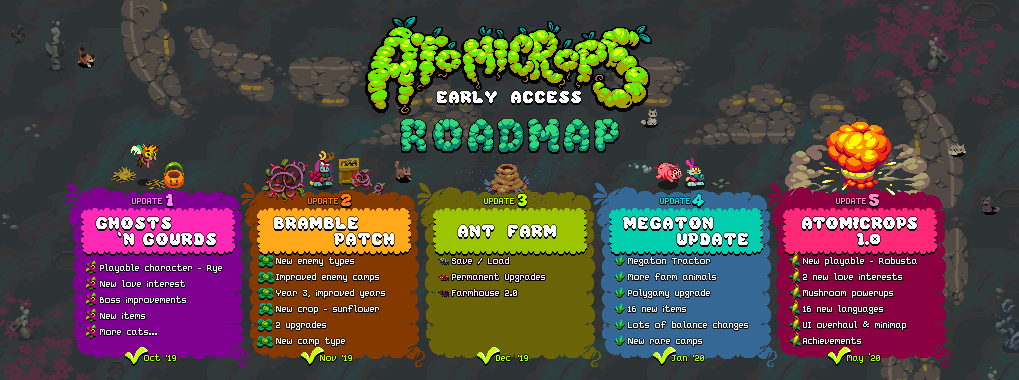 ATOMICROPS
EARLY ACCESS
ROADMAP
UPDATE 1
GHOSTS
'N GOURDS
Playable character - Rye
New love interest
Boss improvements
New items
More cats...
Oct '19
UPDATE 2
BRAMBLE
PATCH
New enemy types
Improved enemy camps
Year 3, improved years
New crop - sunflower
2 upgrades
New camp type
Nov '19
UPDATE 3
ANT FARM
Save / Load
Permanent Upgrades
Farmhouse 2.0
Dec '19
UPDATE 4
MEGATON
UPDATE
Megaton Tractor
More farm animals
Polygamy upgrade
16 new items
Lots of balance changes
New rare camps
Jan '20
UPDATE 5
ATOMICROPS
1.0
New playable - Robusta
2 new love interests
Mushroom powerups
16 new languages
UI overhaul & minimap
Achievements
May '20